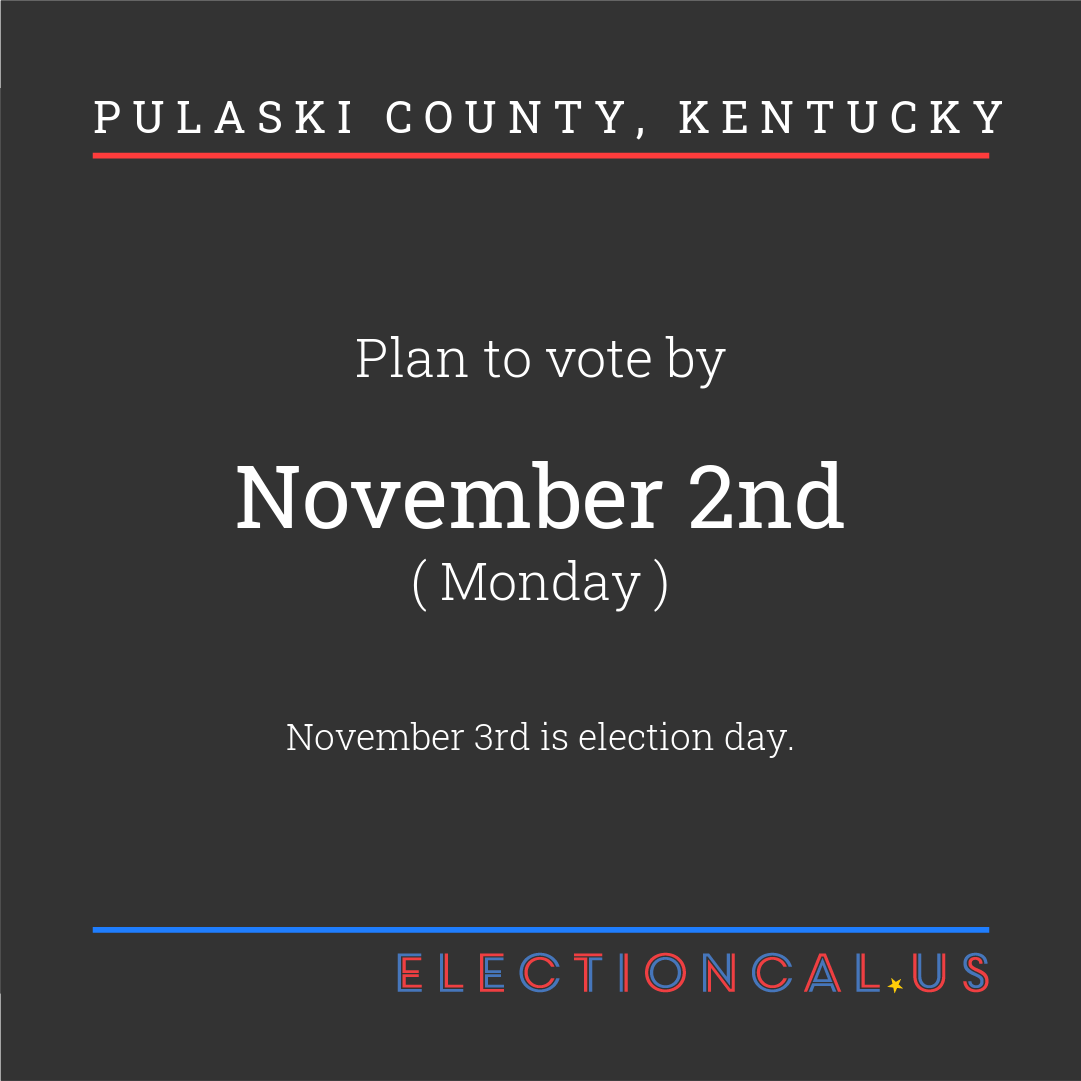 PULASKI COUNTY, KENTUCKY
Plan to vote by
November 2nd
( Monday )
November 3rd is election day.
ELECTIONCAL.US